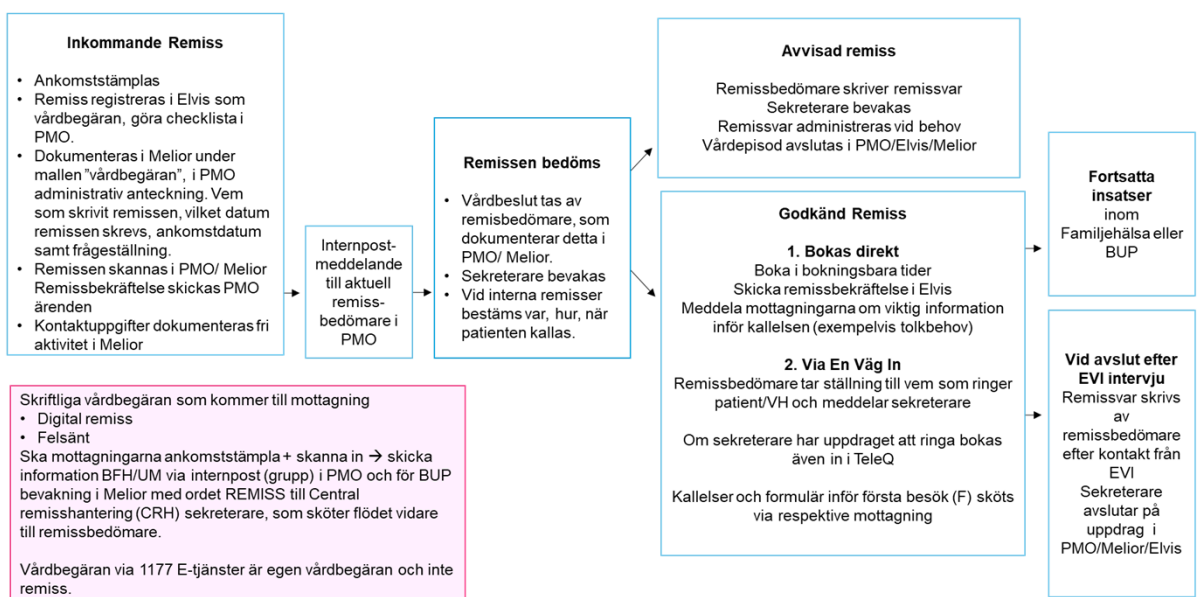 Inkommande Remiss
• Ankomststämplas
• Remiss registreras i Elvis som
vårdbegäran, göra checklista i
PMO.
• Dokumenteras i Melior under
mallen ”vårdbegäran”, i PMO
administrativ anteckning. Vem
som skrivit remissen, vilket datum
remissen skrevs, ankomstdatum
samt frågeställning.
• Remissen skannas i PMO/ Melior
Remissbekräftelse skickas PMO
ärenden
• Kontaktuppgifter dokumenteras fri
aktivitet i Melior
Internpost-
meddelande
till aktuell
remiss-
bedömare i
PMO
Remissen bedöms
• Vårdbeslut tas av
remisbedömare, som
dokumenterar detta i
PMO/ Melior.
• Sekreterare bevakas
• Vid interna remisser
bestäms var, hur, när
patienten kallas.
Avvisad remiss
Remissbedömare skriver remissvar
Sekreterare bevakas
Remissvar administreras vid behov
Vårdepisod avslutas i PMO/Elvis/Melior
Godkänd Remiss
1. Bokas direkt
Boka i bokningsbara tider
Skicka remissbekräftelse i Elvis
Meddela mottagningarna om viktig information
inför kallelsen (exempelvis tolkbehov)
2. Via En Väg In
Remissbedömare tar ställning till vem som ringer
patient/VH och meddelar sekreterare
Om sekreterare har uppdraget att ringa bokas
även in i TeleQ
Kallelser och formulär inför första besök (F) sköts
via respektive mottagning
Fortsatta
insatser
inom
Familjehälsa eller
BUP
Vid avslut efter
EVI intervju
Remissvar skrivs
av
remissbedömare
efter kontakt från
EVI
Sekreterare
avslutar på
uppdrag i
PMO/Melior/Elvis
Skriftliga vårdbegäran som kommer till mottagning
• Digital remiss
• Felsänt
Ska mottagningarna ankomststämpla + skanna in → skicka
information BFH/UM via internpost (grupp) i PMO och för BUP
bevakning i Melior med ordet REMISS till Central
remisshantering (CRH) sekreterare, som sköter flödet vidare
till remissbedömare.
Vårdbegäran via 1177 E-tjänster är egen vårdbegäran och inte
remiss.